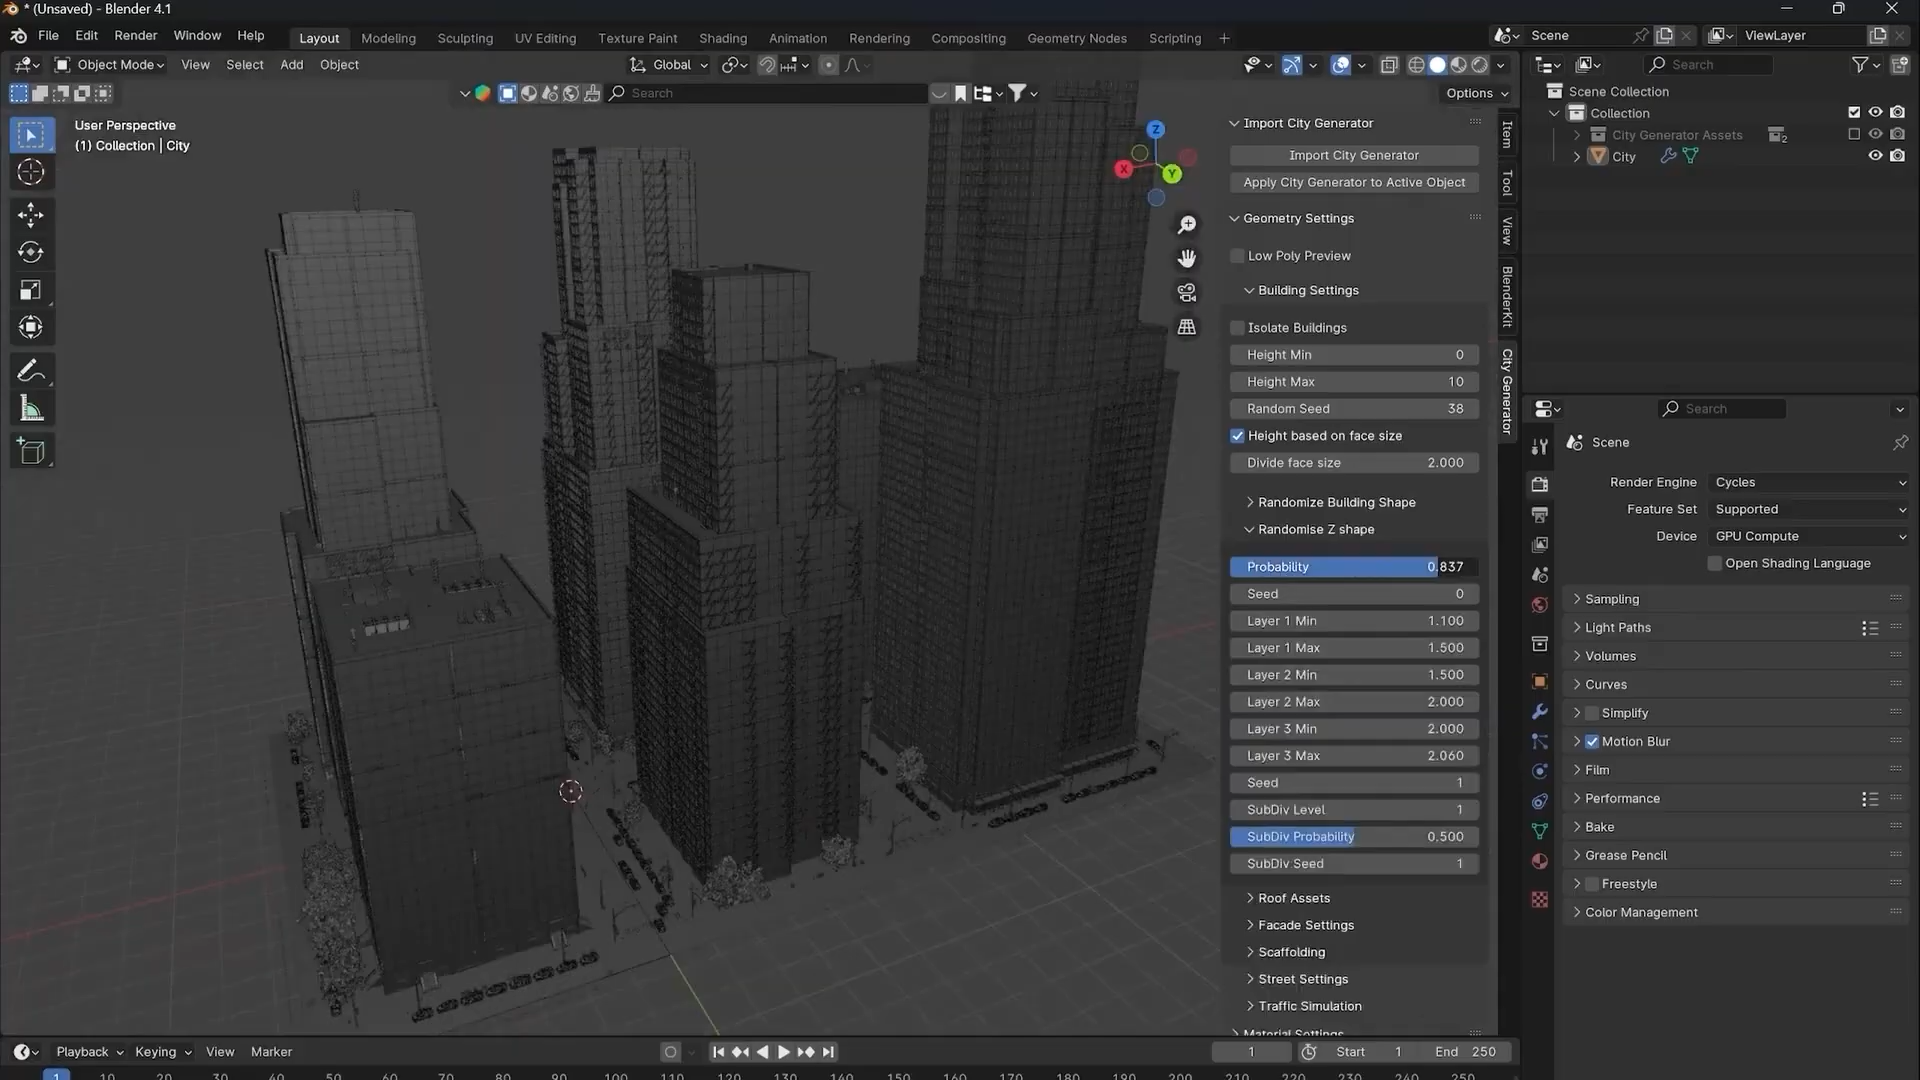 * (Unsaved) - Blender 4.1
File Edit Render Window Help
Layout Modeling Sculpting UV Editing Texture Paint Shading Animation Rendering Compositing Geometry Nodes Scripting +
Scene
ViewLayer
Object Mode View Select Add Object
Global
Search
Search
Options
User Perspective
(1) Collection | City
Z
X
Y
Import City Generator
Import City Generator
Apply City Generator to Active Object
Geometry Settings
Low Poly Preview
Building Settings
Isolate Buildings
Height Min 0
Height Max 10
Random Seed 38
Height based on face size
Divide face size 2.000
Randomize Building Shape
Randomise Z shape
Probability 0.837
Seed 0
Layer 1 Min 1.100
Layer 1 Max 1.500
Layer 2 Min 1.500
Layer 2 Max 2.000
Layer 3 Min 2.000
Layer 3 Max 2.060
Seed 1
SubDiv Level 1
SubDiv Probability 0.500
SubDiv Seed 1
Roof Assets
Facade Settings
Scaffolding
Street Settings
Traffic Simulation
Material Settings
Item
Tool
View
BlenderKit
City Generator
Scene Collection
Collection
City Generator Assets 2
City
Search
Scene
Render Engine Cycles
Feature Set Supported
Device GPU Compute
Open Shading Language
Sampling
Light Paths
Volumes
Curves
Simplify
Motion Blur
Film
Performance
Bake
Grease Pencil
Freestyle
Color Management
Playback Keying View Marker
1 Start 1 End 250
1 10 20 30 40 50 60 70 80 90 100 110 120 130 140 150 160 170 180 190 200 210 220 230 240 250